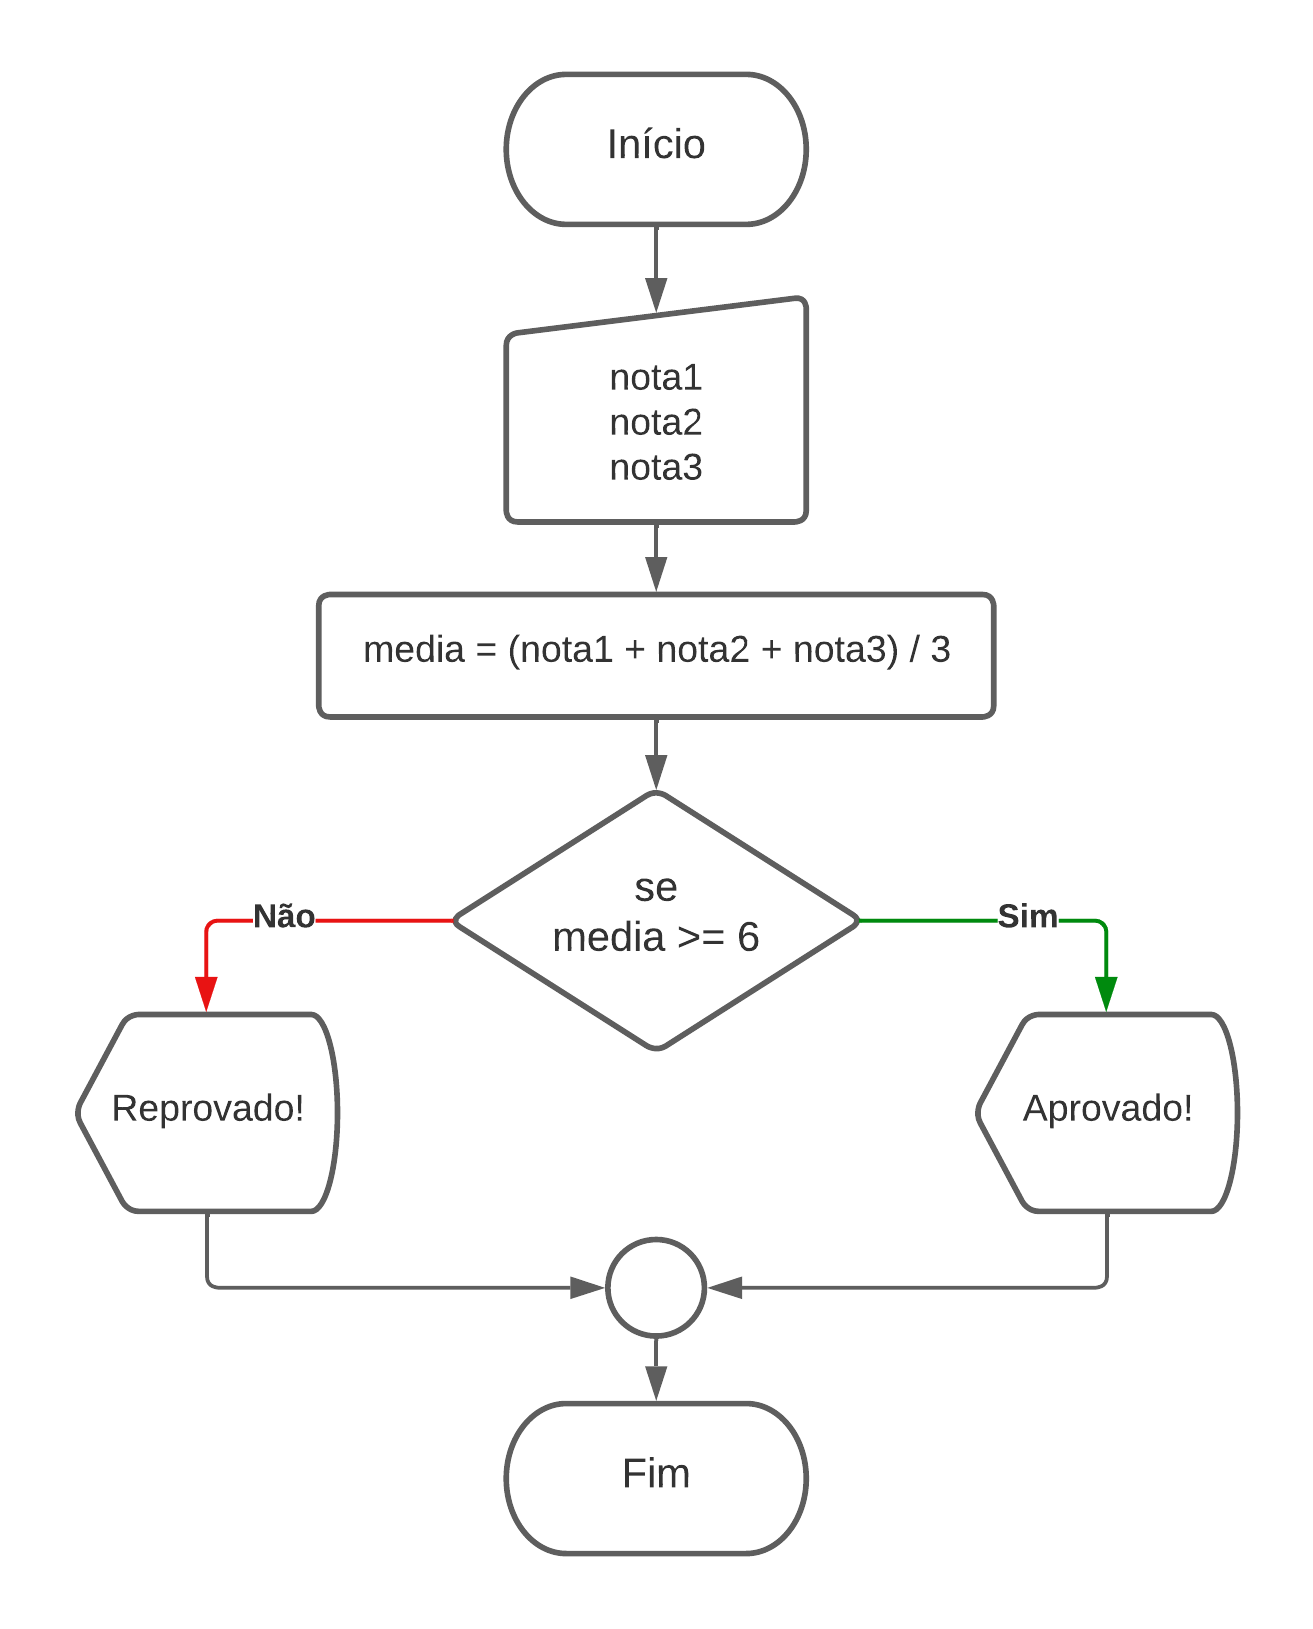 Início
nota1
nota2
nota3
media = (nota1 + nota2 + nota3) / 3
se
media >= 6
Não
Sim
Reprovado!
Aprovado!
Fim